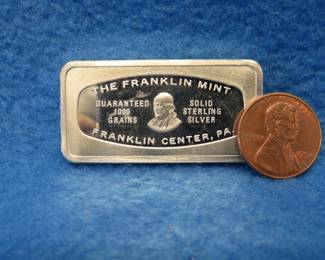 THE FRANKLIN MINT
GUARANTEED
1000
GRAINS
SOLID
STERLING
SILVER
FRANKLIN CENTER, PA.